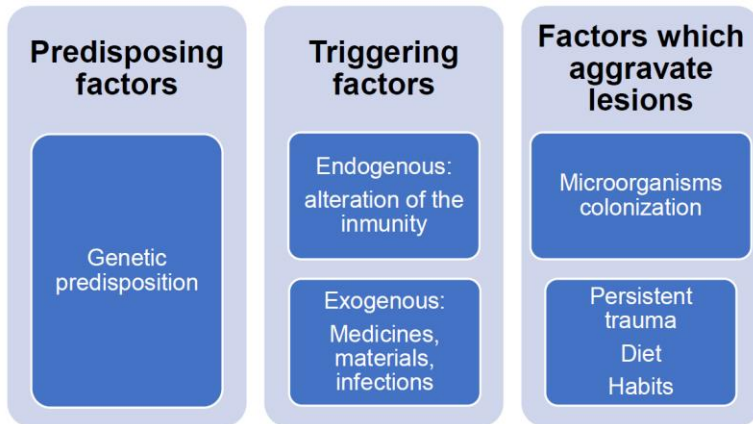 Predisposing
factors
Genetic
predisposition
Triggering
factors
Endogenous:
alteration of the
inmunity
Exogenous:
Medicines,
materials,
infections
Factors which
aggravate
lesions
Microorganisms
colonization
Persistent
trauma
Diet
Habits